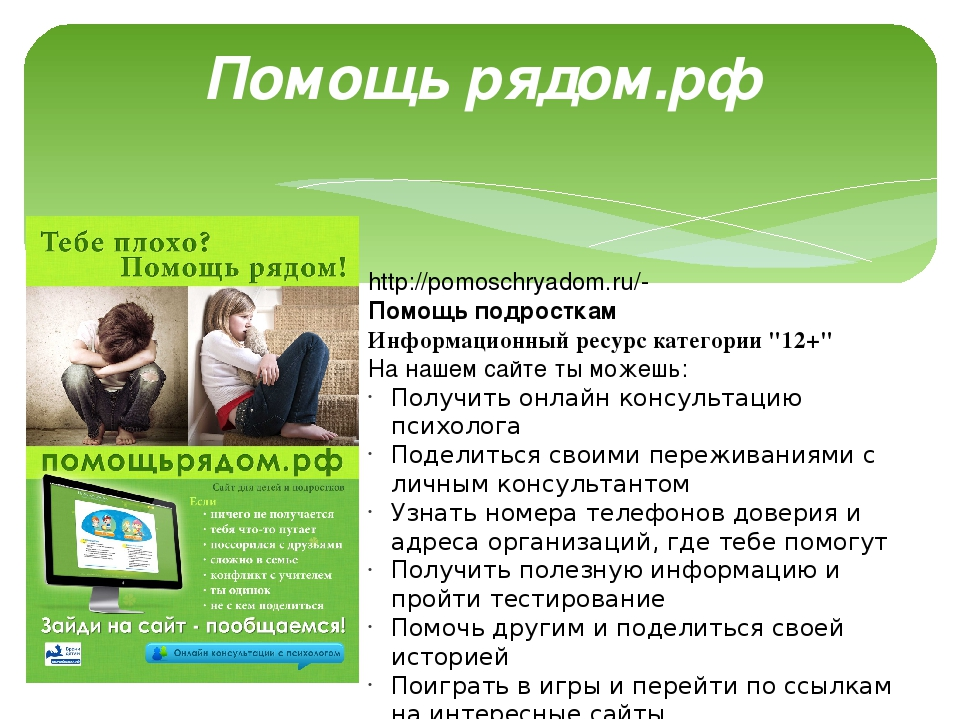 Помощь рядом.рф
Тебе плохо?
Помощь рядом!
помощьрядом.рф
Сайт для детей и подростков
Если
· ничего не получается
· тебя что-то пугает
· поссорился с друзьями
· сложно в семье
· конфликт с учителем
· ты одинок
· не с кем поделиться
Зайди на сайт - пообщаемся!
Онлайн консультации с психологом
http://pomoschryadom.ru/-
Помощь подросткам
Информационный ресурс категории "12+"
На нашем сайте ты можешь:
· Получить онлайн консультацию
психолога
· Поделиться своими переживаниями с
личным консультантом
· Узнать номера телефонов доверия и
адреса организаций, где тебе помогут
· Получить полезную информацию и
пройти тестирование
· Помочь другим и поделиться своей
историей
· Поиграть в игры и перейти по ссылкам
на интересные сайты